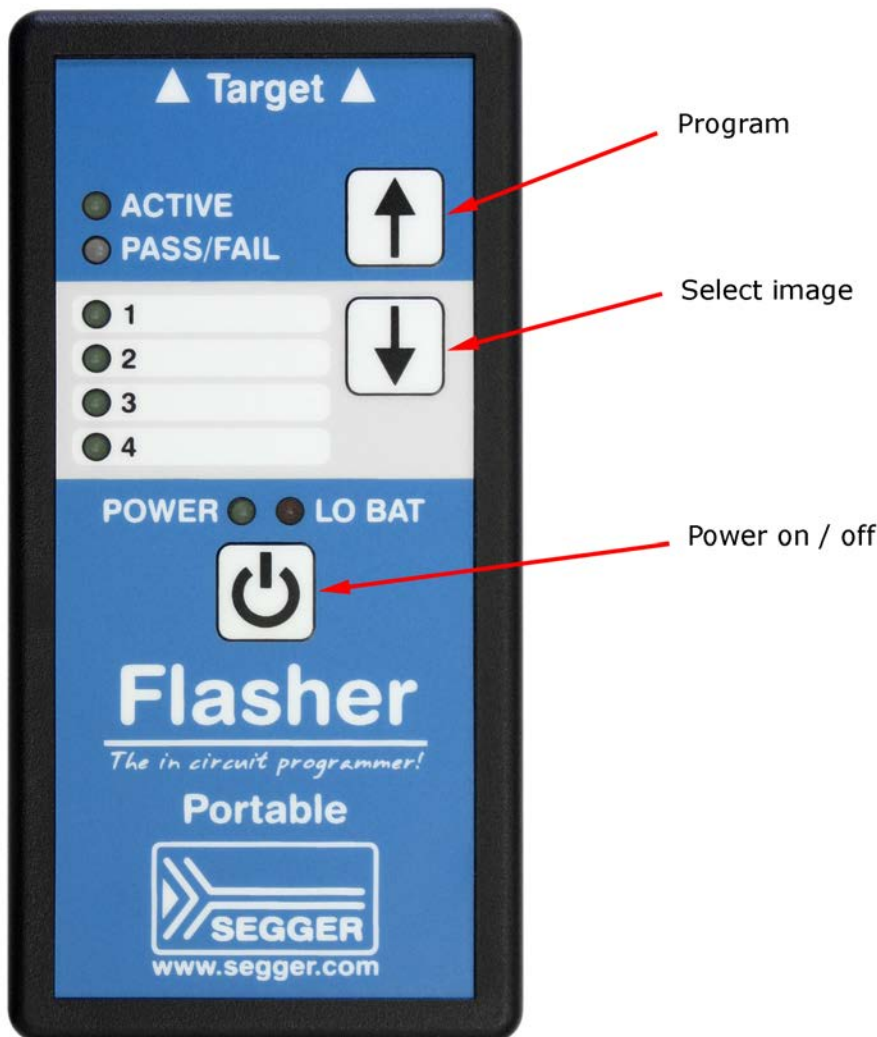 Target
Program
ACTIVE
PASS/FAIL
Select image
1
2
3
4
POWER LO BAT
Power on / off
Flasher
The in circuit programmer!
Portable
SEGGER
www.segger.com